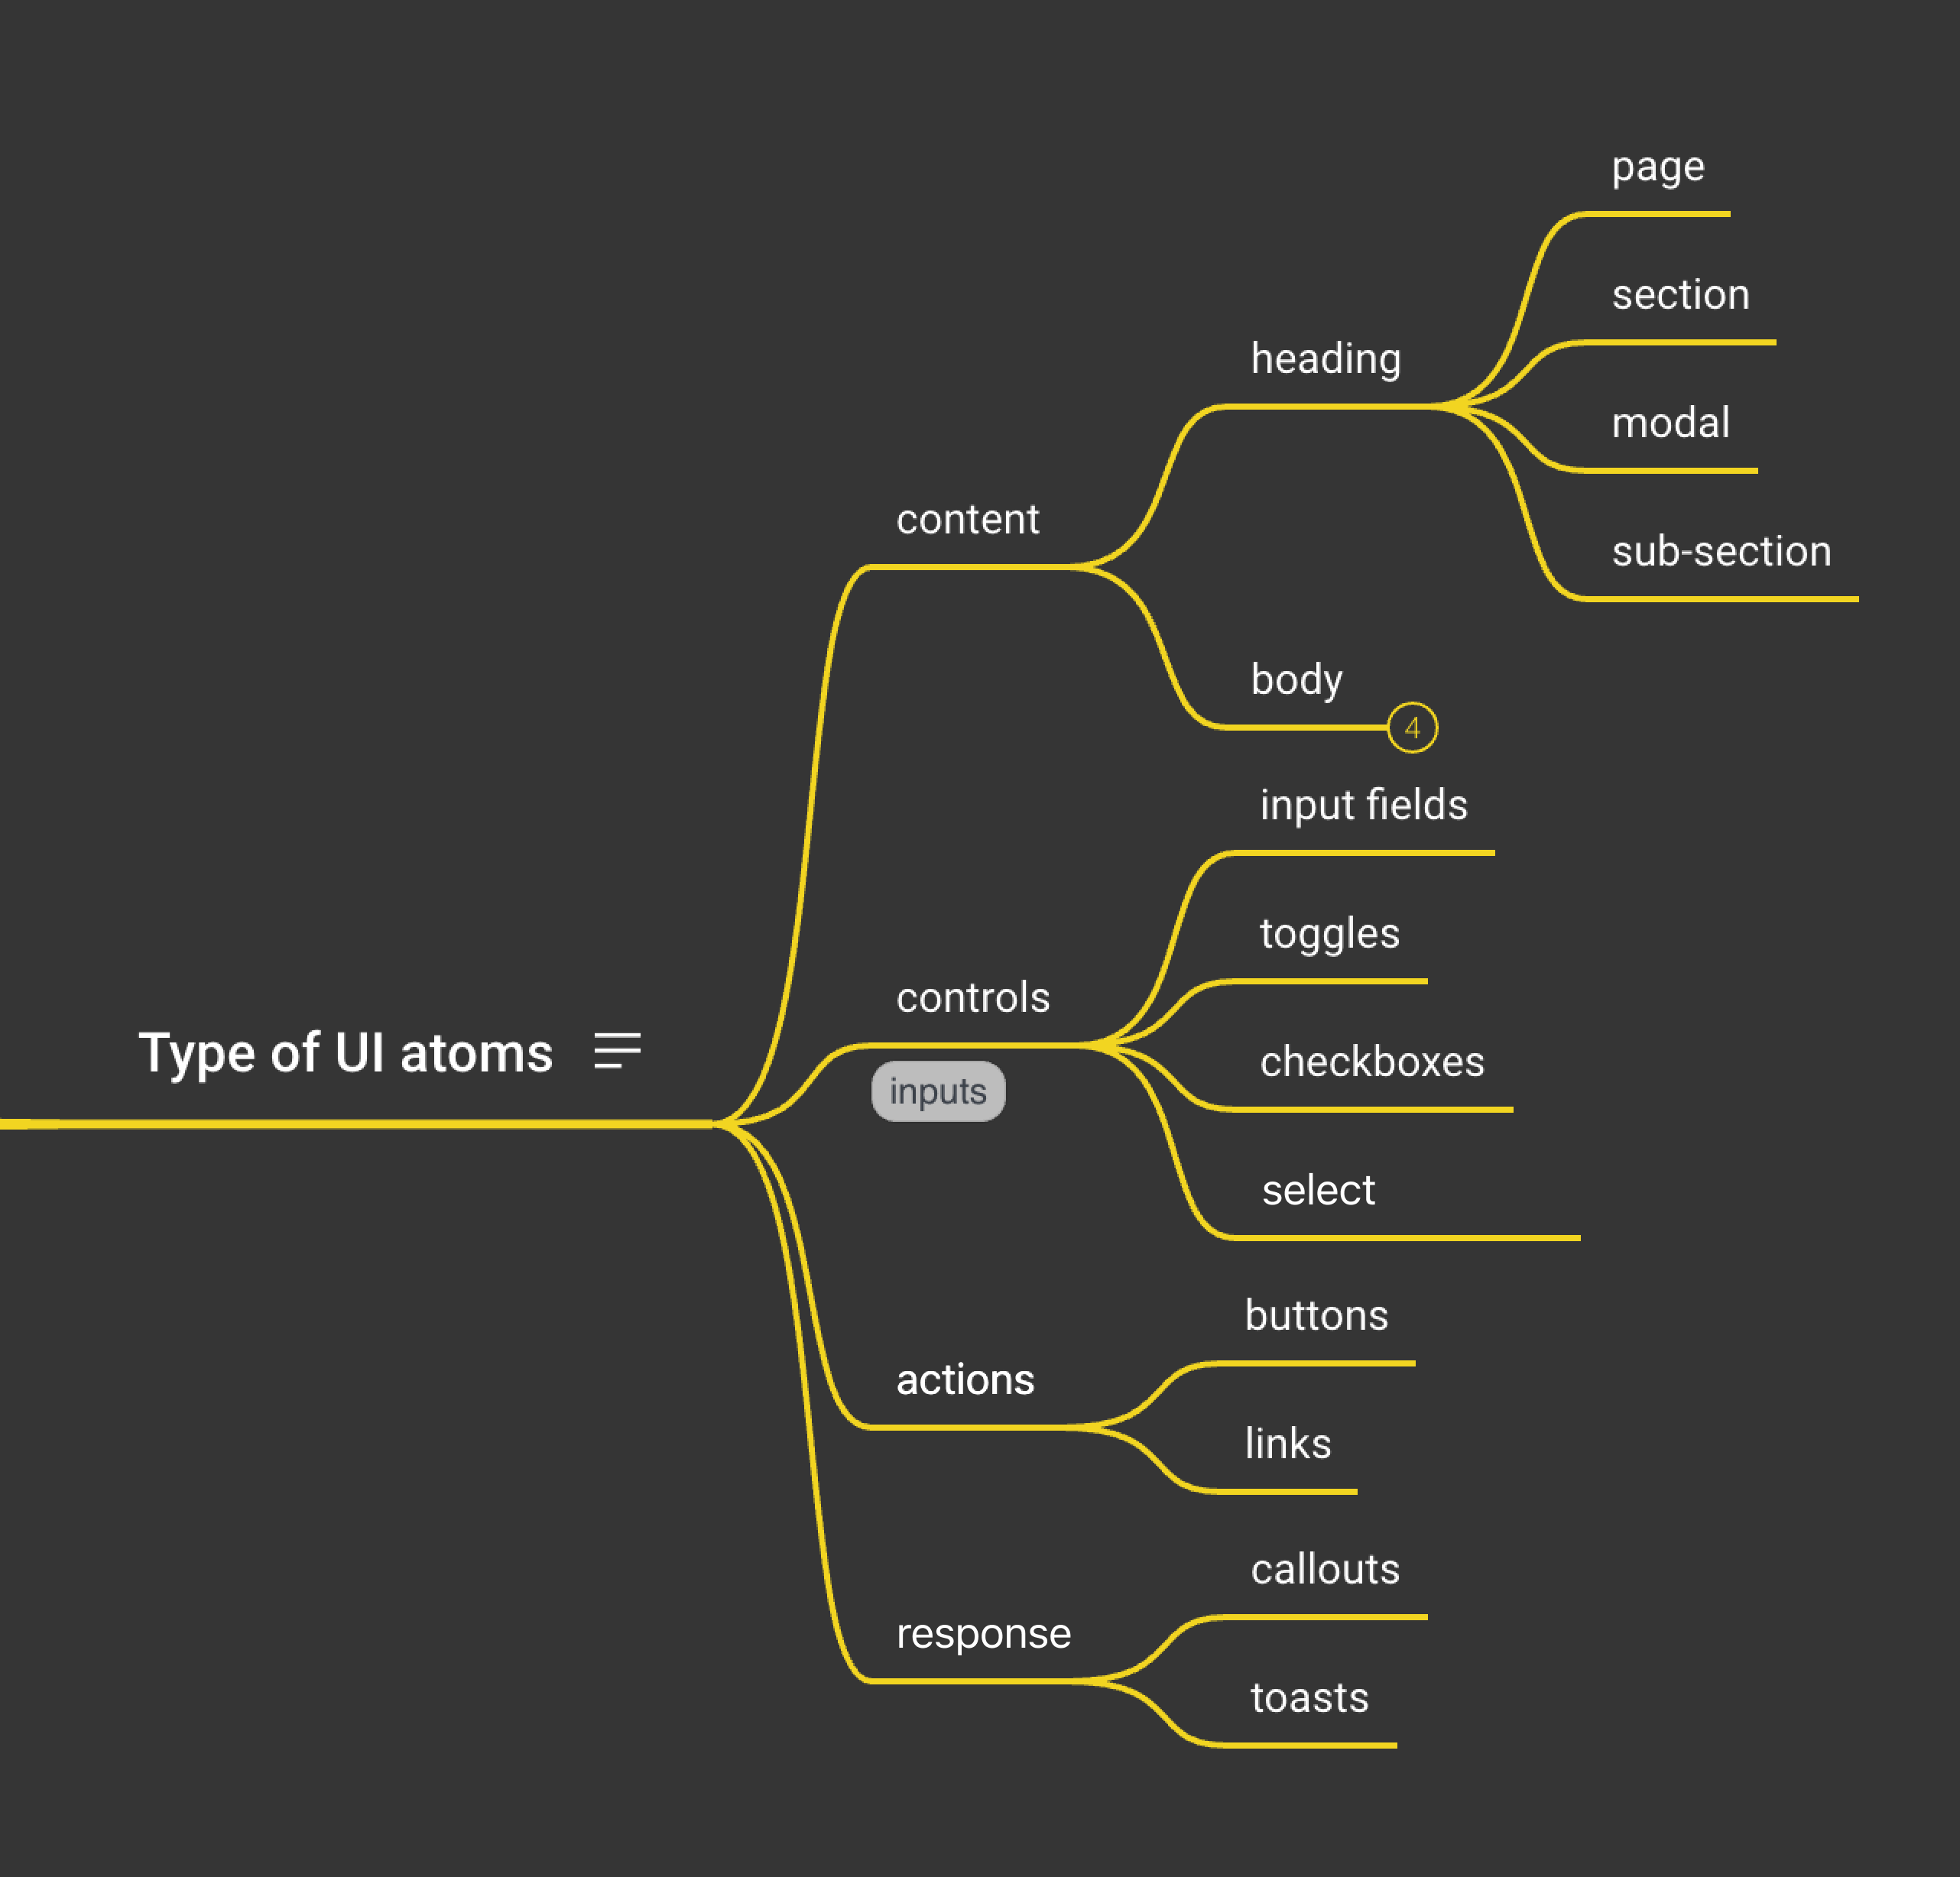 Type of UI atoms
content
heading
page
section
modal
sub-section
body
4
controls
inputs
input fields
toggles
checkboxes
select
actions
buttons
links
response
callouts
toasts